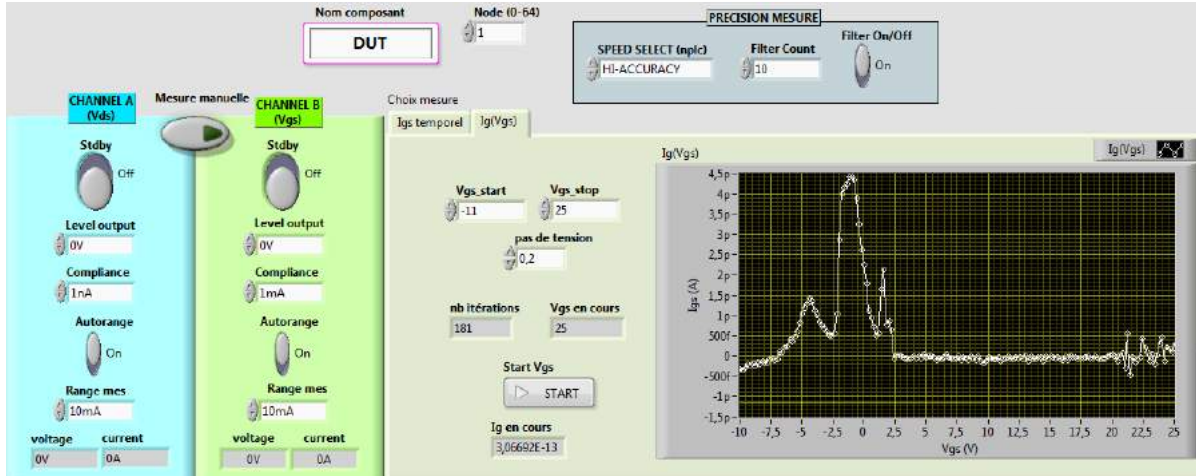 Nom composant
DUT
Node (0-64)
1
PRECISION MESURE
SPEED SELECT (nplc)
HI-ACCURACY
Filter Count
10
Filter On/Off
On
CHANNEL A
(Vds)
Stdby
Off
Level output
0V
Compliance
1nA
Autorange
On
Range mes
10mA
voltage
current
0V
0A
Mesure manuelle
CHANNEL B
(Vgs)
Stdby
Off
Level output
0V
Compliance
1mA
Autorange
On
Range mes
10mA
voltage
current
0V
0A
Choix mesure
Igs temporel
Ig(Vgs)
Vgs_start
-11
Vgs_stop
25
pas de tension
0,2
nb itérations
181
Vgs en cours
25
Start Vgs
START
Ig en cours
3,06692E-13
Ig(Vgs)
Ig(Vgs)
4,5p
4p
3,5p
3p
2,5p
2p
1,5p
1p
500f
0
-500f
-1p
-1,5p
Igs (A)
-10 -7,5 -5 -2,5 0 2,5 5 7,5 10 12,5 15 17,5 20 22,5 25
Vgs (V)